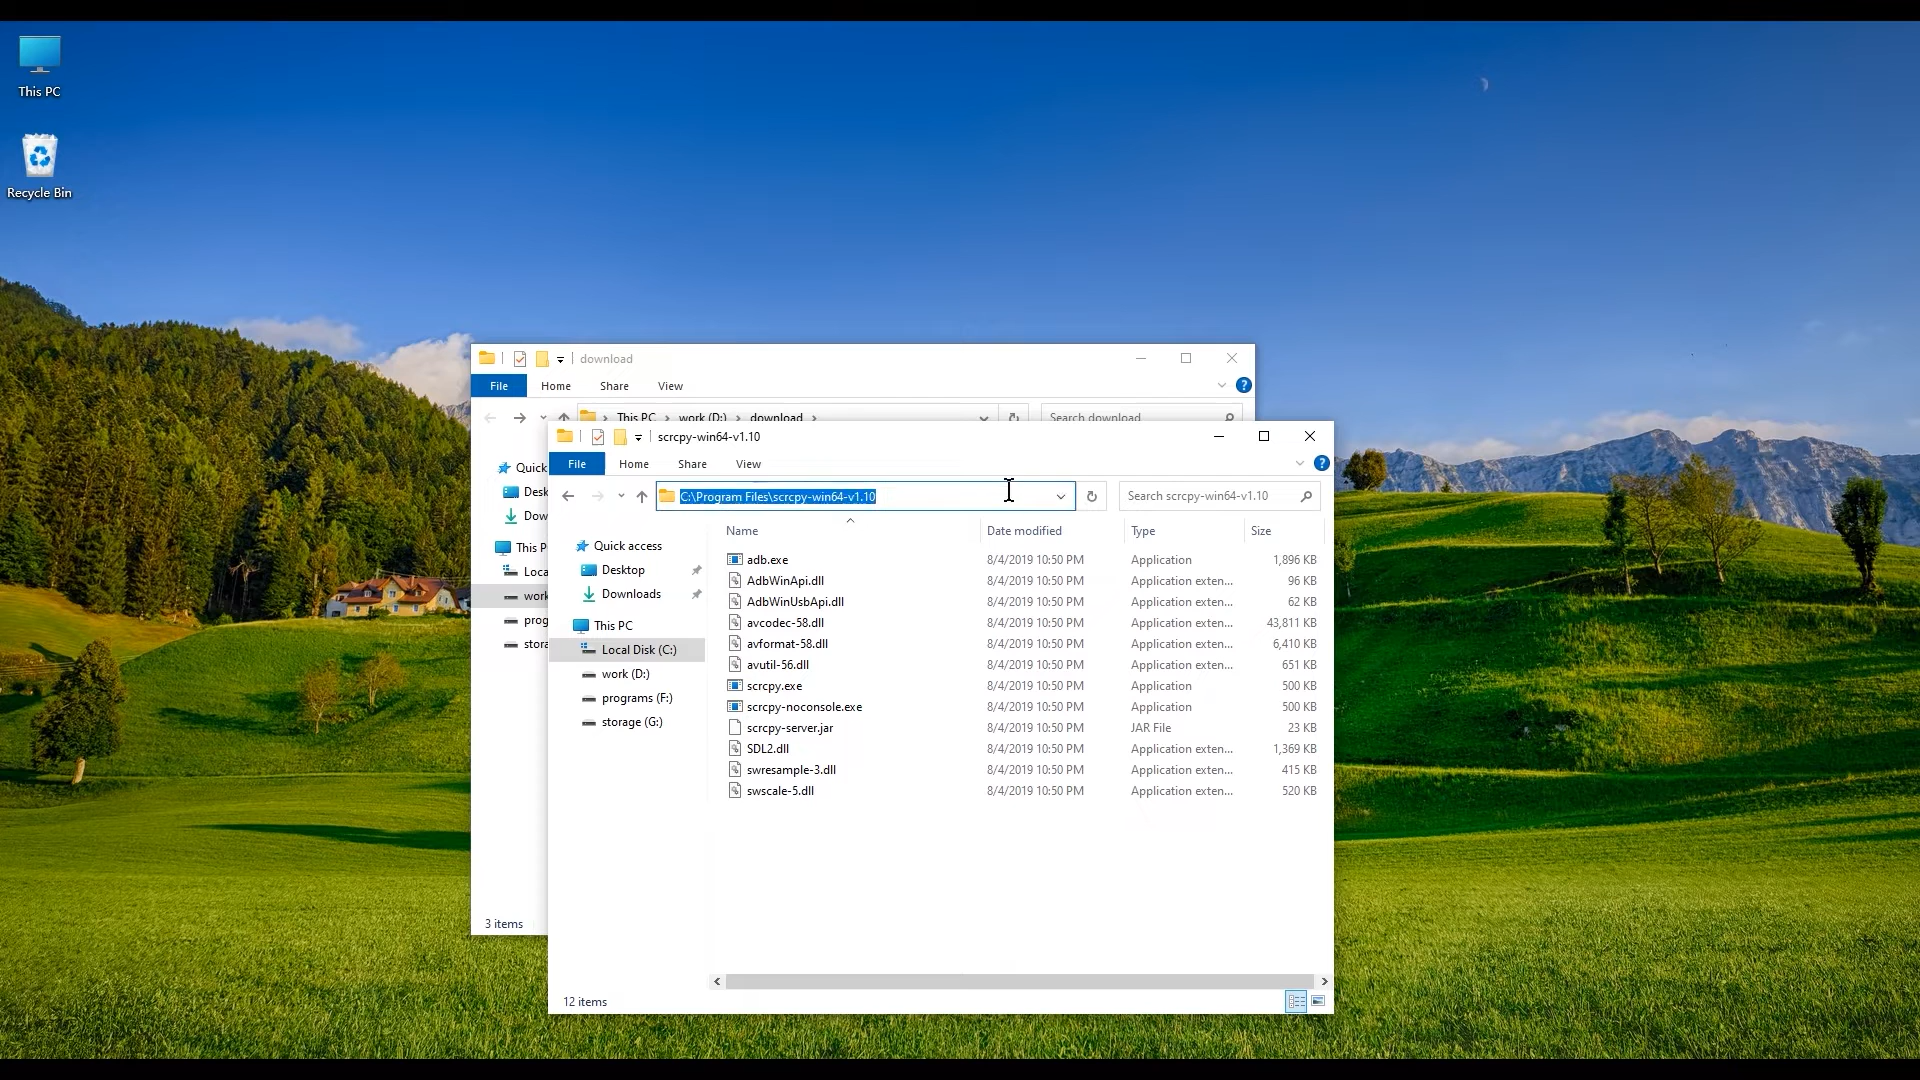 This PC
Recycle Bin
download
File Home Share View
This PC work (D:) download
Search download
Quick
Desk
Dow
This P
Loca
work
prog
stora
3 items
scrcpy-win64-v1.10
File Home Share View
C:\Program Files\scrcpy-win64-v1.10
Search scrcpy-win64-v1.10
Quick access
Desktop
Downloads
This PC
Local Disk (C:)
work (D:)
programs (F:)
storage (G:)
Name Date modified Type Size
adb.exe 8/4/2019 10:50 PM Application 1,896 KB
AdbWinApi.dll 8/4/2019 10:50 PM Application exten... 96 KB
AdbWinUsbApi.dll 8/4/2019 10:50 PM Application exten... 62 KB
avcodec-58.dll 8/4/2019 10:50 PM Application exten... 43,811 KB
avformat-58.dll 8/4/2019 10:50 PM Application exten... 6,410 KB
avutil-56.dll 8/4/2019 10:50 PM Application exten... 651 KB
scrcpy.exe 8/4/2019 10:50 PM Application 500 KB
scrcpy-noconsole.exe 8/4/2019 10:50 PM Application 500 KB
scrcpy-server.jar 8/4/2019 10:50 PM JAR File 23 KB
SDL2.dll 8/4/2019 10:50 PM Application exten... 1,369 KB
swresample-3.dll 8/4/2019 10:50 PM Application exten... 415 KB
swscale-5.dll 8/4/2019 10:50 PM Application exten... 520 KB
12 items